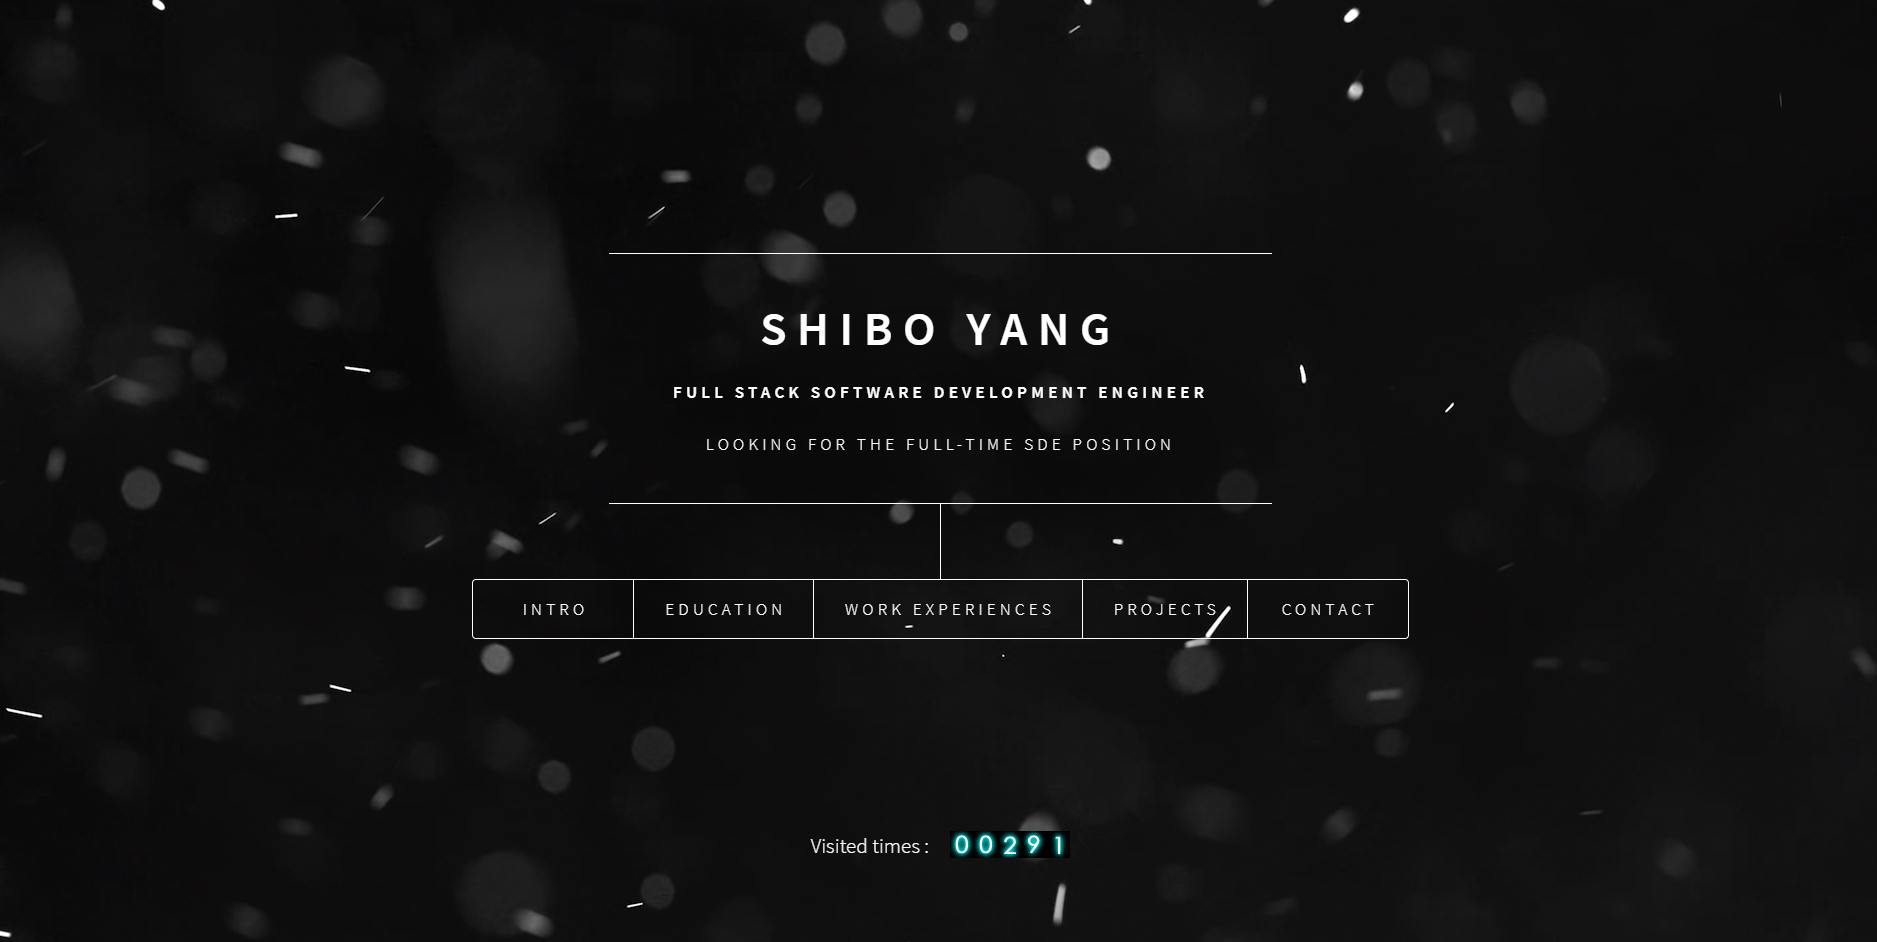 SHIBO YANG
FULL STACK SOFTWARE DEVELOPMENT ENGINEER
LOOKING FOR THE FULL-TIME SDE POSITION
INTRO EDUCATION WORK EXPERIENCES PROJECTS CONTACT
Visited times : 00291